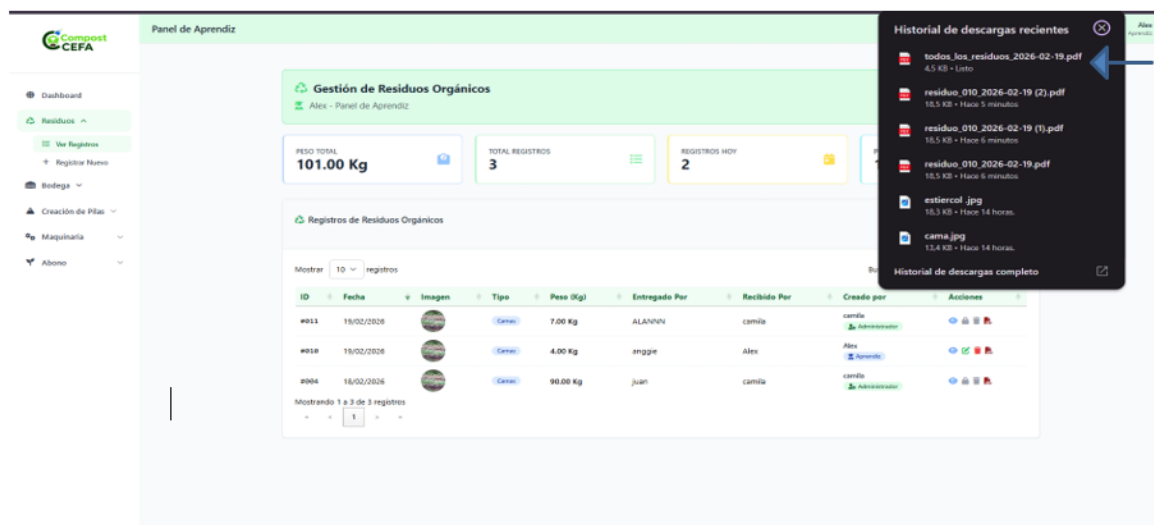 Compost
CEFA
Panel de Aprendiz
Alex
Aprendiz
Dashboard
Residuos
Ver Registros
Registrar Nuevo
Bodega
Creación de Pilas
Maquinaria
Abono
Gestión de Residuos Orgánicos
Alex - Panel de Aprendiz
PESO TOTAL
101.00 Kg
TOTAL REGISTROS
3
REGISTROS HOY
2
Registros de Residuos Orgánicos
Mostrar 10 registros
ID Fecha Imagen Tipo Peso (Kg) Entregado Por Recibido Por Creado por Acciones
#011 19/02/2026 Camas 7.00 Kg ALANNN camila camila
Administrador
#010 19/02/2026 Camas 4.00 Kg anggie Alex Alex
Aprendiz
#004 18/02/2026 Camas 90.00 Kg juan camila camila
Administrador
Mostrando 1 a 3 de 3 registros
« < 1 > »
Historial de descargas recientes
todos_los_residuos_2026-02-19.pdf
4,5 KB • Listo
residuo_010_2026-02-19 (2).pdf
18,5 KB • Hace 5 minutos
residuo_010_2026-02-19 (1).pdf
18,5 KB • Hace 6 minutos
residuo_010_2026-02-19.pdf
18,5 KB • Hace 6 minutos
estiercol .jpg
18,3 KB • Hace 14 horas.
cama.jpg
13,4 KB • Hace 14 horas.
Historial de descargas completo